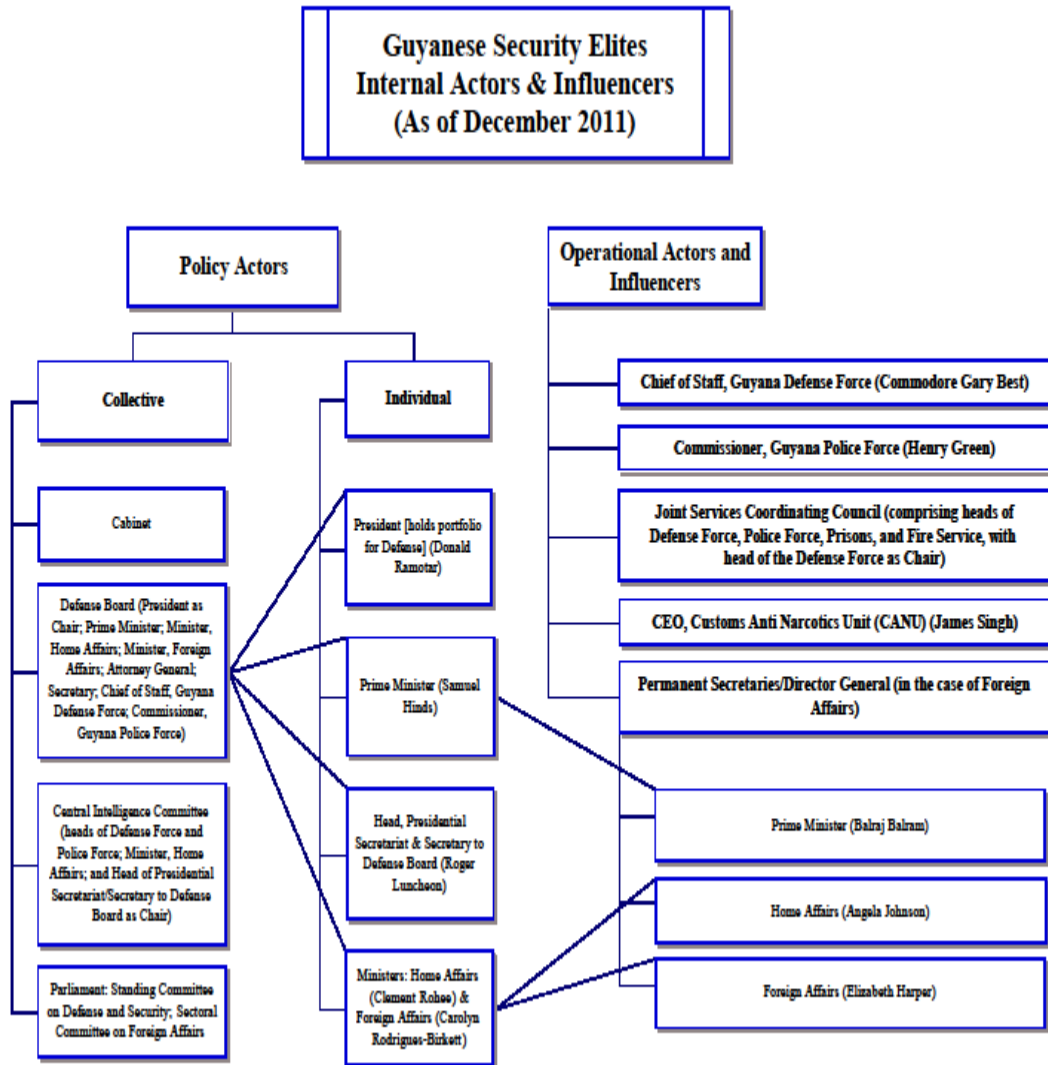 Guyanese Security Elites
Internal Actors & Influencers
(As of December 2011)
Policy Actors
Operational Actors and
Influencers
Collective
Individual
Cabinet
Defense Board (President as
Chair; Prime Minister; Minister,
Home Affairs; Minister, Foreign
Affairs; Attorney General;
Secretary; Chief of Staff, Guyana
Defense Force; Commissioner,
Guyana Police Force)
Central Intelligence Committee
(heads of Defense Force and
Police Force; Minister, Home
Affairs; and Head of Presidential
Secretariat/Secretary to Defense
Board as Chair)
Parliament: Standing Committee
on Defense and Security; Sectoral
Committee on Foreign Affairs
President [holds portfolio
for Defense] (Donald
Ramotar)
Prime Minister (Samuel
Hinds)
Head, Presidential
Secretariat & Secretary to
Defense Board (Roger
Luncheon)
Ministers: Home Affairs
(Clement Rohee) &
Foreign Affairs (Carolyn
Rodrigues-Birkett)
Chief of Staff, Guyana Defense Force (Commodore Gary Best)
Commissioner, Guyana Police Force (Henry Green)
Joint Services Coordinating Council (comprising heads of
Defense Force, Police Force, Prisons, and Fire Service, with
head of the Defense Force as Chair)
CEO, Customs Anti Narcotics Unit (CANU) (James Singh)
Permanent Secretaries/Director General (in the case of Foreign
Affairs)
Prime Minister (Balraj Balram)
Home Affairs (Angela Johnson)
Foreign Affairs (Elizabeth Harper)